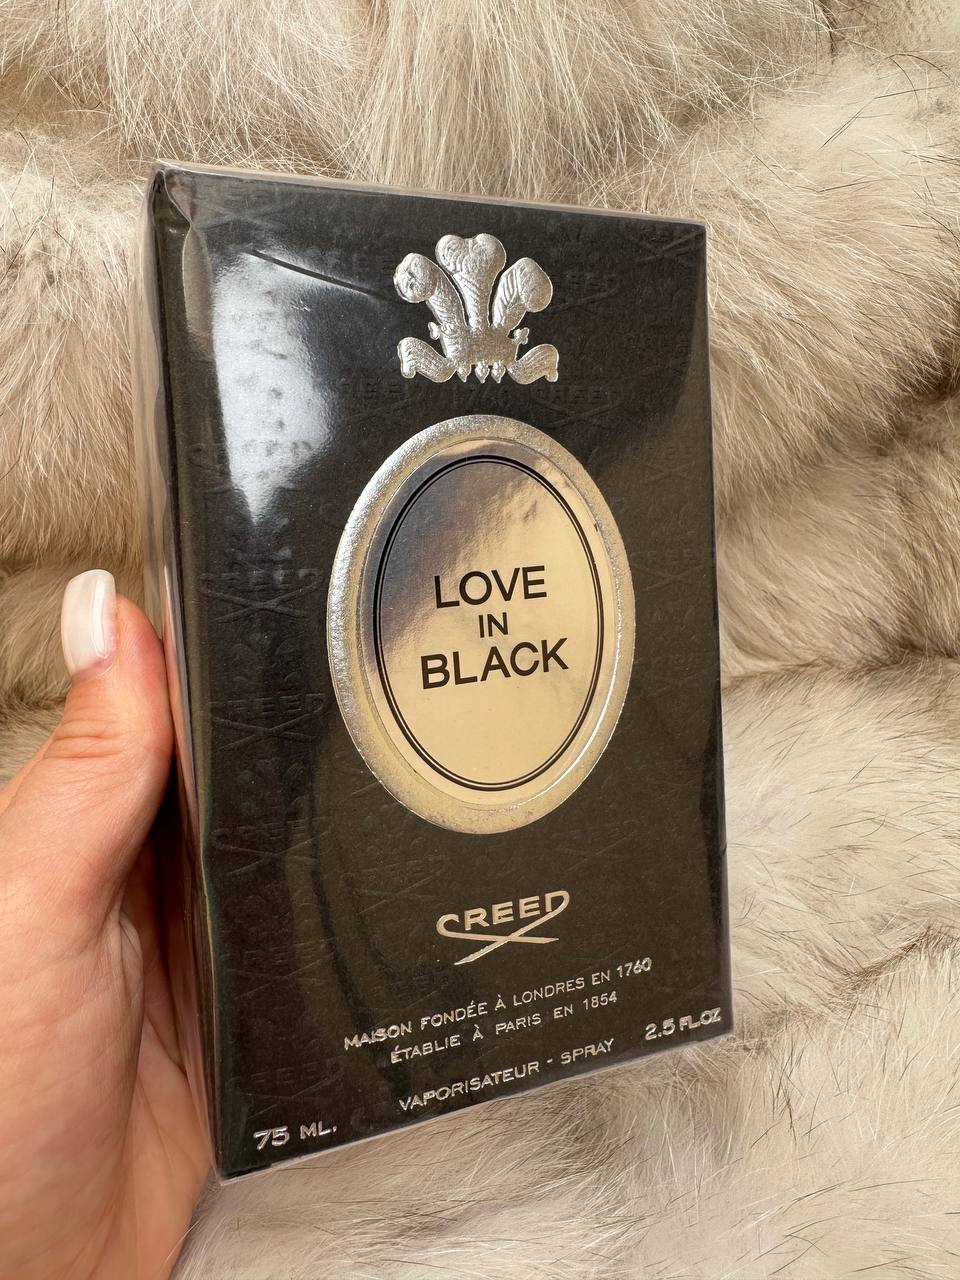 LOVE
IN
BLACK
CREED
MAISON FONDÉE À LONDRES EN 1760
ÉTABLIE À PARIS EN 1854
VAPORISATEUR - SPRAY
75 ML.
2.5 FL.OZ